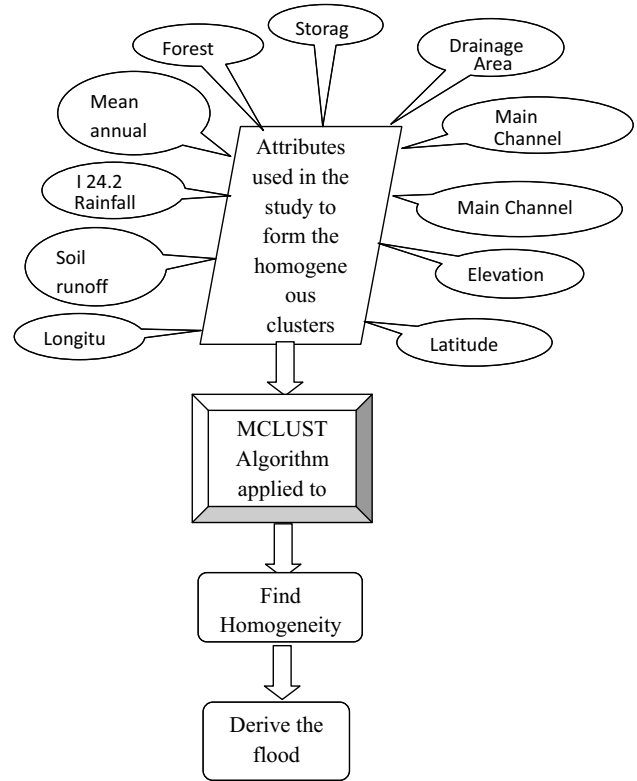 Storag
Forest
Drainage
Area
Mean
annual
Main
Channel
I 24.2
Rainfall
Main Channel
Soil
runoff
Elevation
Longitu
Latitude
Attributes
used in the
study to
form the
homogene
ous
clusters
MCLUST
Algorithm
applied to
Find
Homogeneity
Derive the
flood